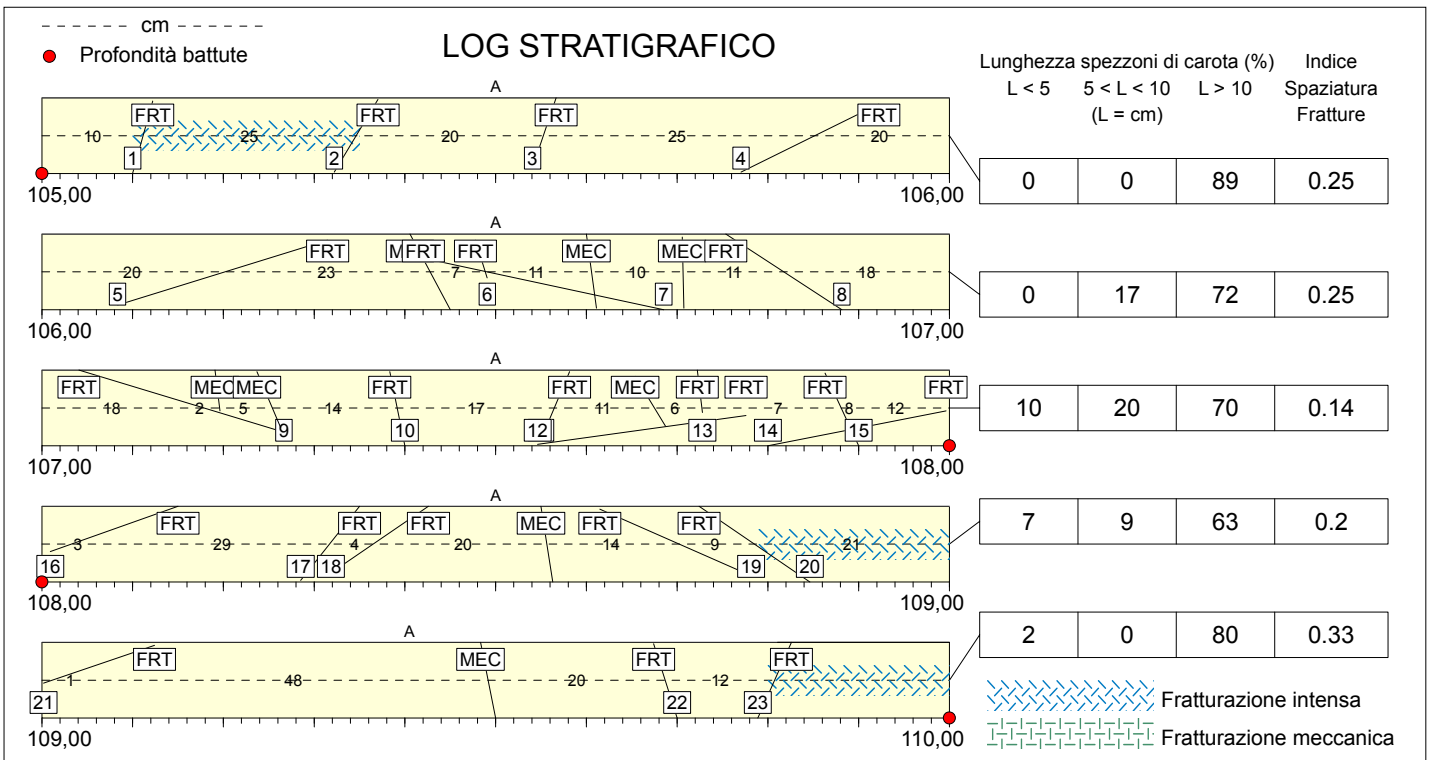 cm
Profondità battute
LOG STRATIGRAFICO
Lunghezza spezzoni di carota (%) Indice
L < 5 5 < L < 10 L > 10 Spaziatura
(L = cm) Fratture
A
FRT FRT FRT FRT
10 25 20 25 20
1 2 3 4
105,00 106,00
0 0 89 0.25
A
FRT FRT FRT MEC MEC FRT
20 23 7 11 10 11 18
5 6 7 8
106,00 107,00
0 17 72 0.25
A
FRT MEC MEC FRT FRT MEC FRT FRT FRT FRT
18 2 5 14 17 11 6 7 8 12
9 10 12 13 14 15
107,00 108,00
10 20 70 0.14
A
FRT FRT FRT MEC FRT FRT
3 29 4 20 14 9 21
16 17 18 19 20
108,00 109,00
7 9 63 0.2
A
FRT MEC FRT FRT
1 48 20 12
21 22 23
109,00 110,00
2 0 80 0.33
Fratturazione intensa
Fratturazione meccanica